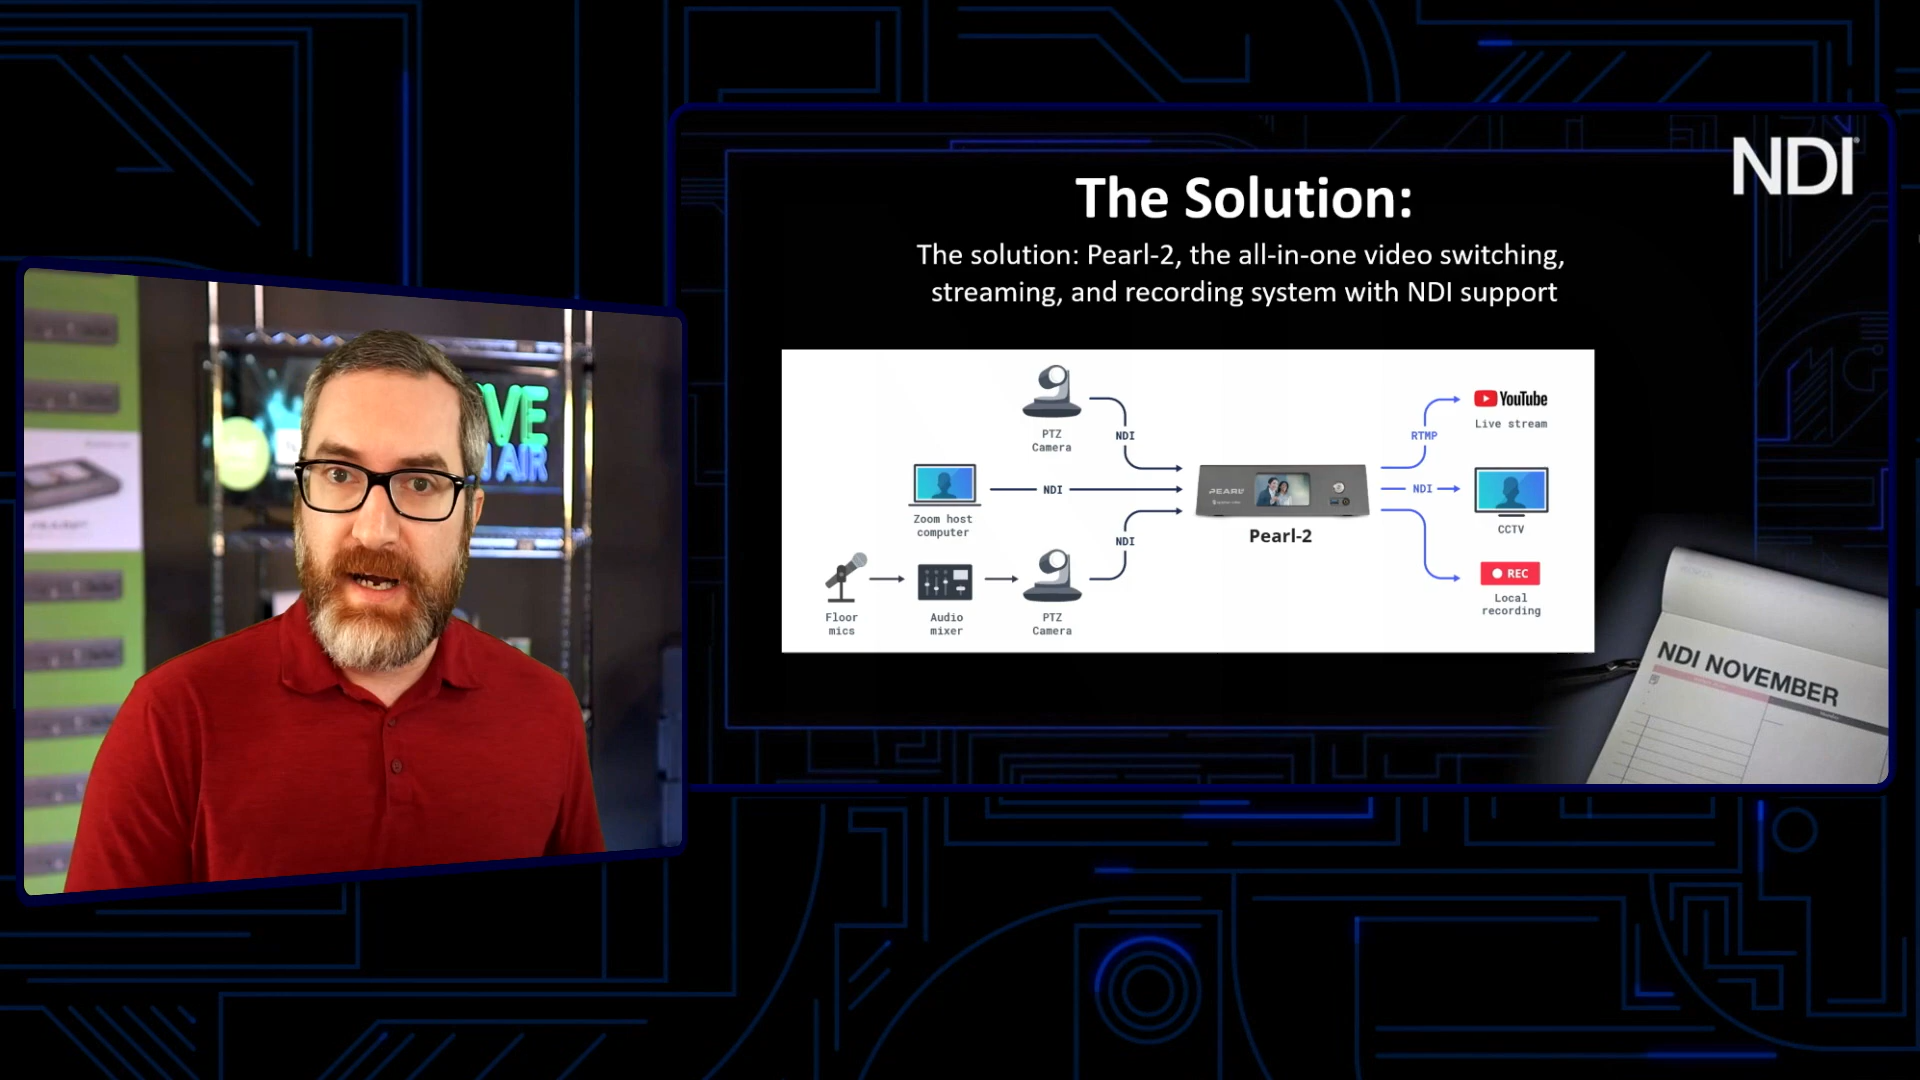 NDI
The Solution:
The solution: Pearl-2, the all-in-one video switching,
streaming, and recording system with NDI support
PTZ
Camera
NDI
Zoom host
computer
NDI
Floor
mics
Audio
mixer
PTZ
Camera
NDI
PEARL
Pearl-2
RTMP
YouTube
Live stream
NDI
CCTV
REC
Local
recording
NDI NOVEMBER
VE
AIR